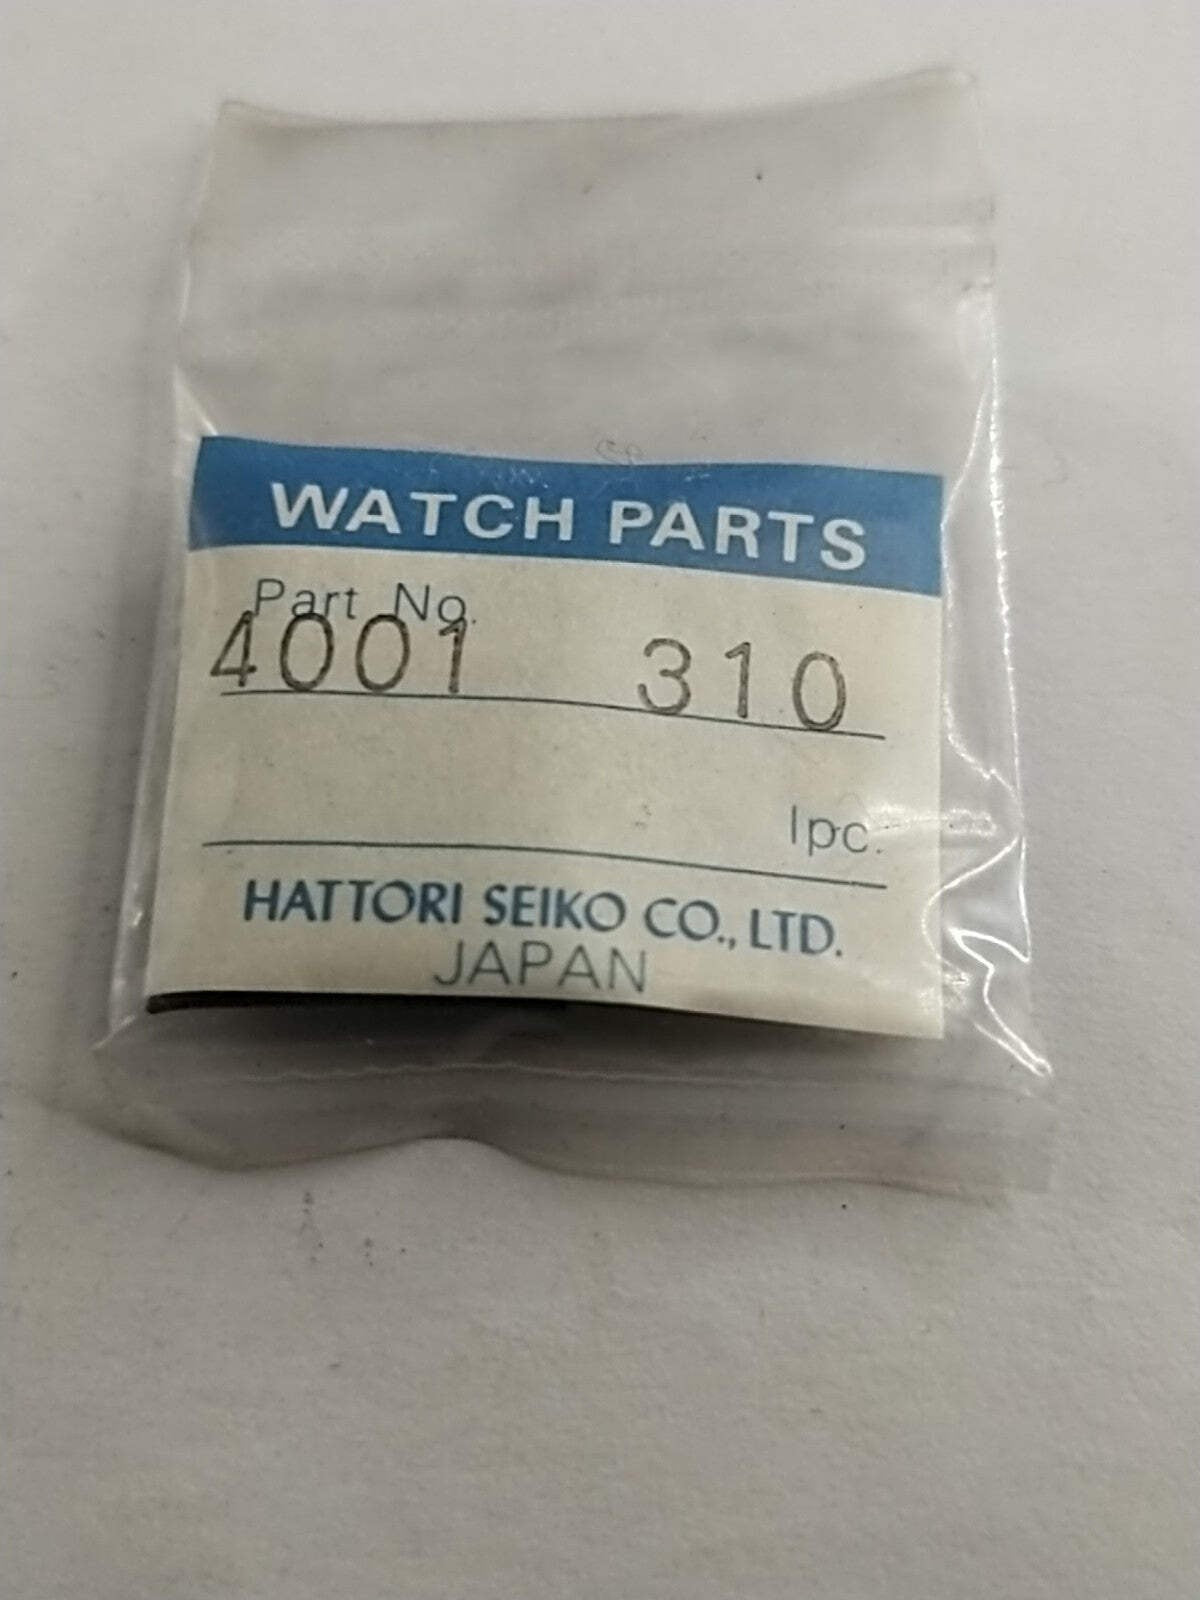 WATCH PARTS
Part No.
4001 310
1pc.
HATTORI SEIKO CO., LTD.
JAPAN